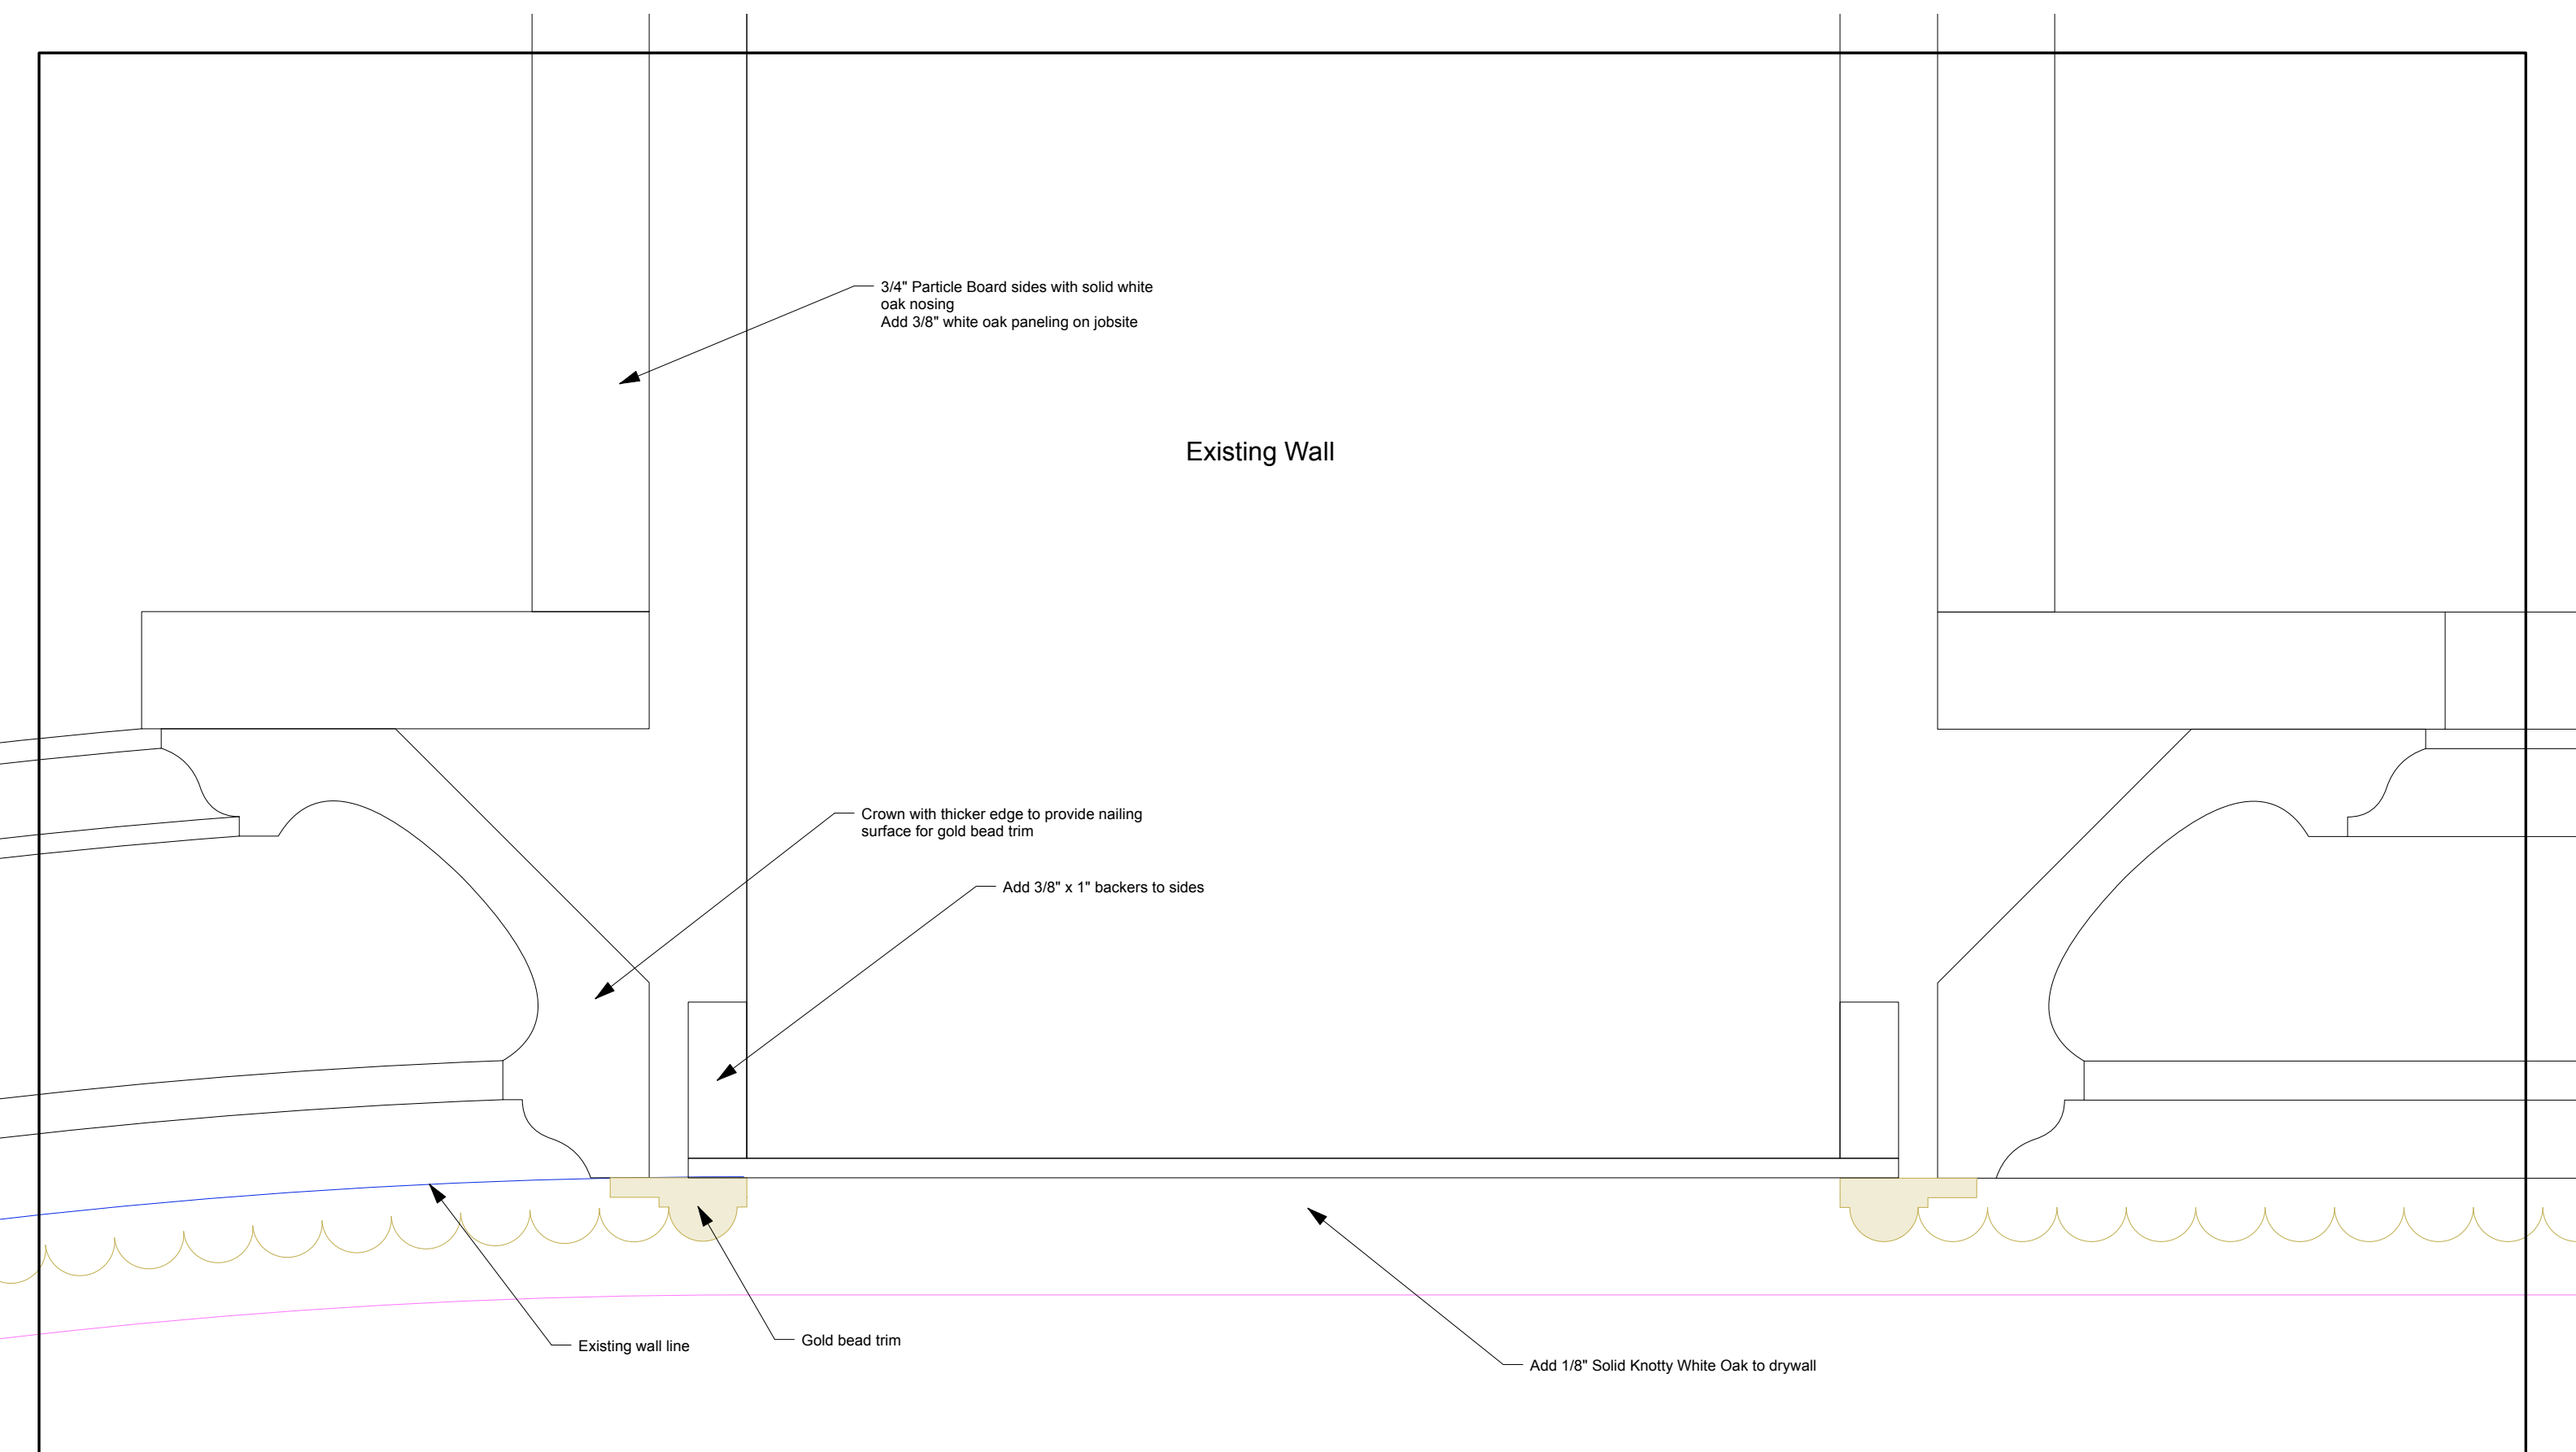 3/4" Particle Board sides with solid white
oak nosing
Add 3/8" white oak paneling on jobsite
Existing Wall
Crown with thicker edge to provide nailing
surface for gold bead trim
Add 3/8" x 1" backers to sides
Existing wall line
Gold bead trim
Add 1/8" Solid Knotty White Oak to drywall